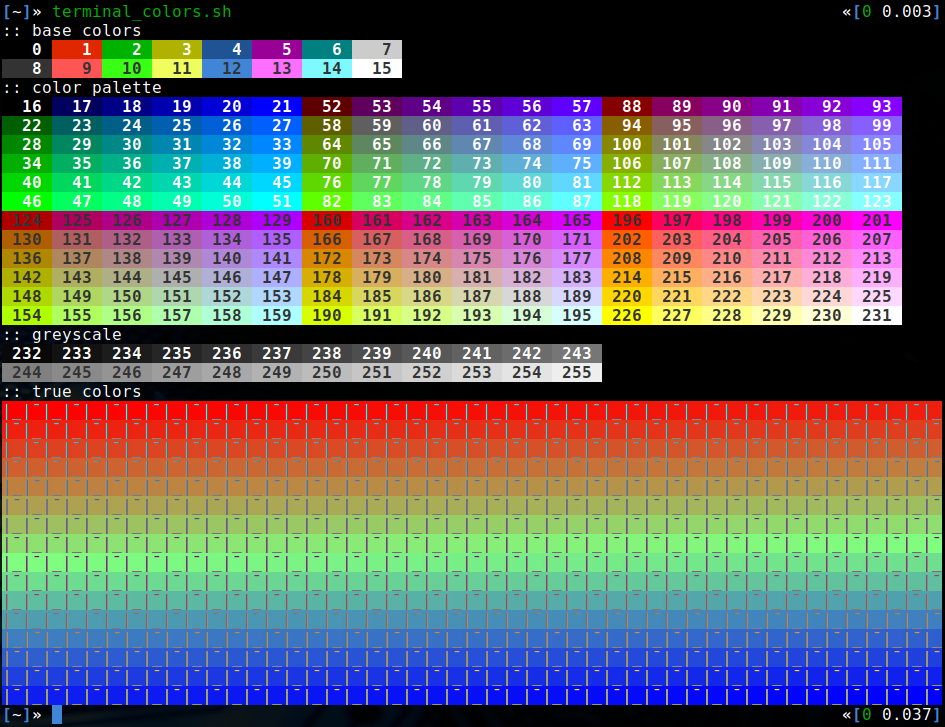 [~]» terminal_colors.sh «[0 0.003]
:: base colors
0 1 2 3 4 5 6 7
8 9 10 11 12 13 14 15
:: color palette
16 17 18 19 20 21 52 53 54 55 56 57 88 89 90 91 92 93
22 23 24 25 26 27 58 59 60 61 62 63 94 95 96 97 98 99
28 29 30 31 32 33 64 65 66 67 68 69 100 101 102 103 104 105
34 35 36 37 38 39 70 71 72 73 74 75 106 107 108 109 110 111
40 41 42 43 44 45 76 77 78 79 80 81 112 113 114 115 116 117
46 47 48 49 50 51 82 83 84 85 86 87 118 119 120 121 122 123
124 125 126 127 128 129 160 161 162 163 164 165 196 197 198 199 200 201
130 131 132 133 134 135 166 167 168 169 170 171 202 203 204 205 206 207
136 137 138 139 140 141 172 173 174 175 176 177 208 209 210 211 212 213
142 143 144 145 146 147 178 179 180 181 182 183 214 215 216 217 218 219
148 149 150 151 152 153 184 185 186 187 188 189 220 221 222 223 224 225
154 155 156 157 158 159 190 191 192 193 194 195 226 227 228 229 230 231
:: greyscale
232 233 234 235 236 237 238 239 240 241 242 243
244 245 246 247 248 249 250 251 252 253 254 255
:: true colors
[~]» «[0 0.037]